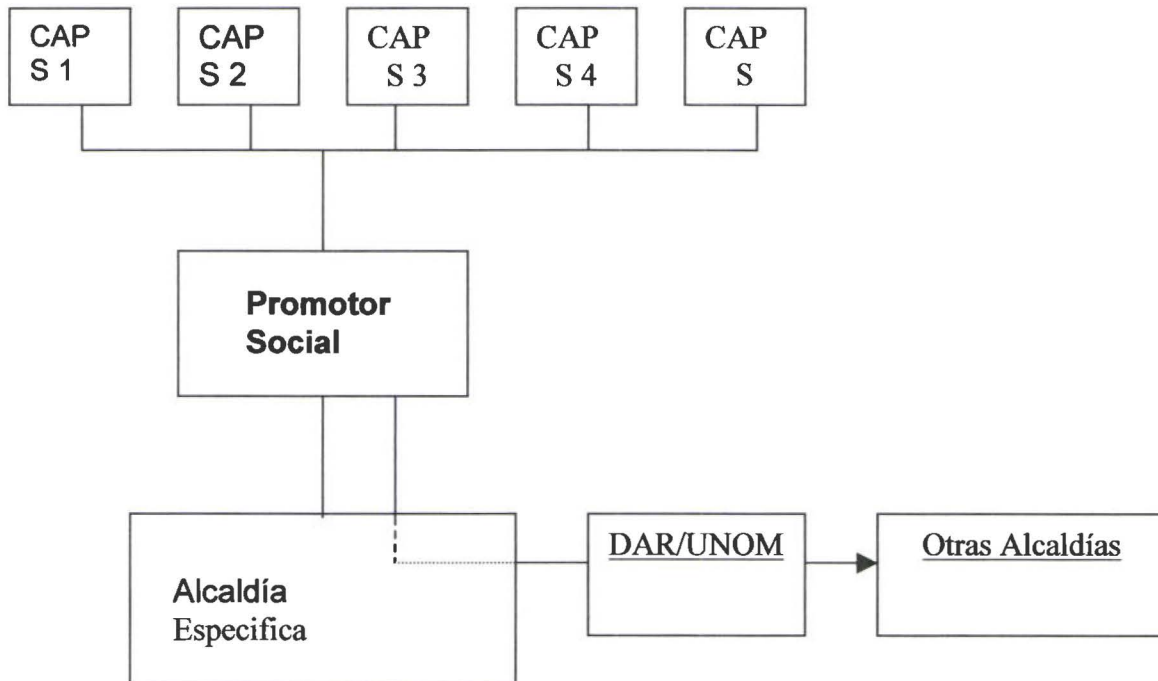 CAP
S 1
CAP
S 2
CAP
S 3
CAP
S 4
CAP
S
Promotor
Social
Alcaldía
Especifica
DAR/UNOM
Otras Alcaldías